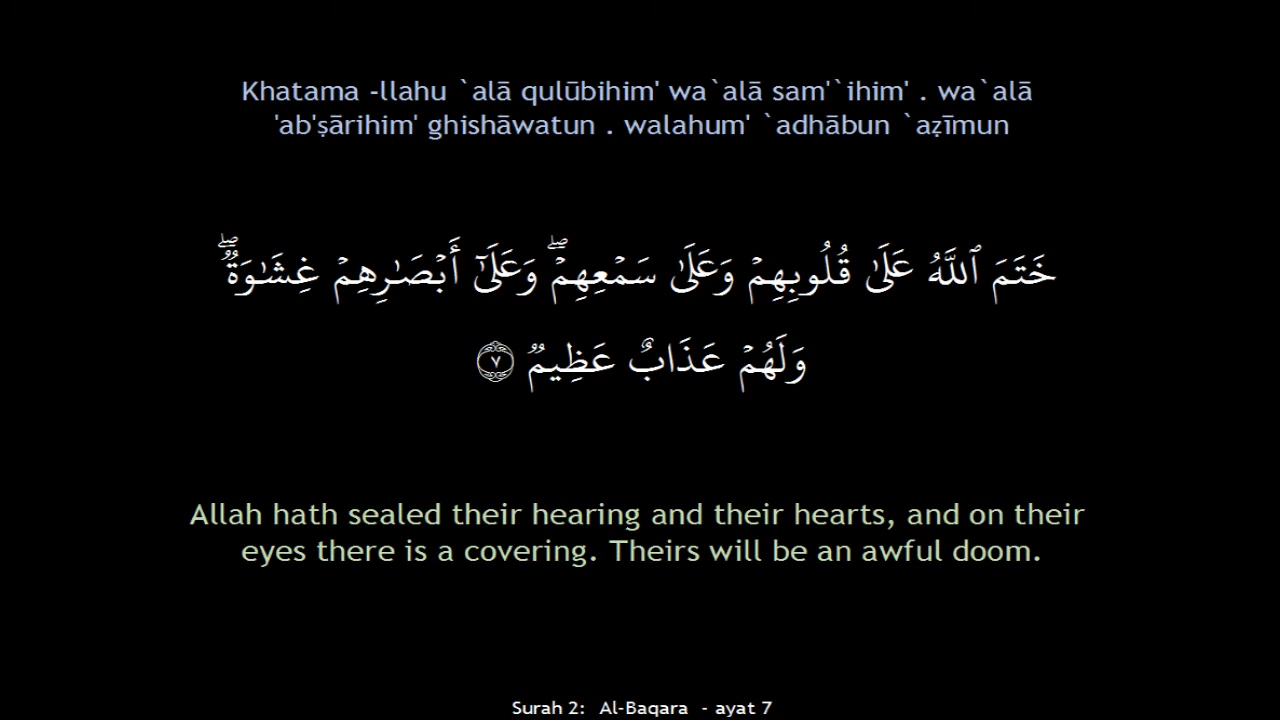 Khatama -llahu `alā qulūbihim' wa`alā sam'`ihim' . wa`alā
'ab'ṣārihim' ghishāwatun . walahum' `adhābun `aẓīmun
خَتَمَ ٱللَّهُ عَلَىٰ قُلُوبِهِمۡ وَعَلَىٰ سَمۡعِهِمۡۖ وَعَلَىٰٓ أَبۡصَـٰرِهِمۡ غِشَـٰوَةٌۖ
وَلَهُمۡ عَذَابٌ عَظِيمٌ ٧
Allah hath sealed their hearing and their hearts, and on their
eyes there is a covering. Theirs will be an awful doom.
Surah 2: Al-Baqara - ayat 7